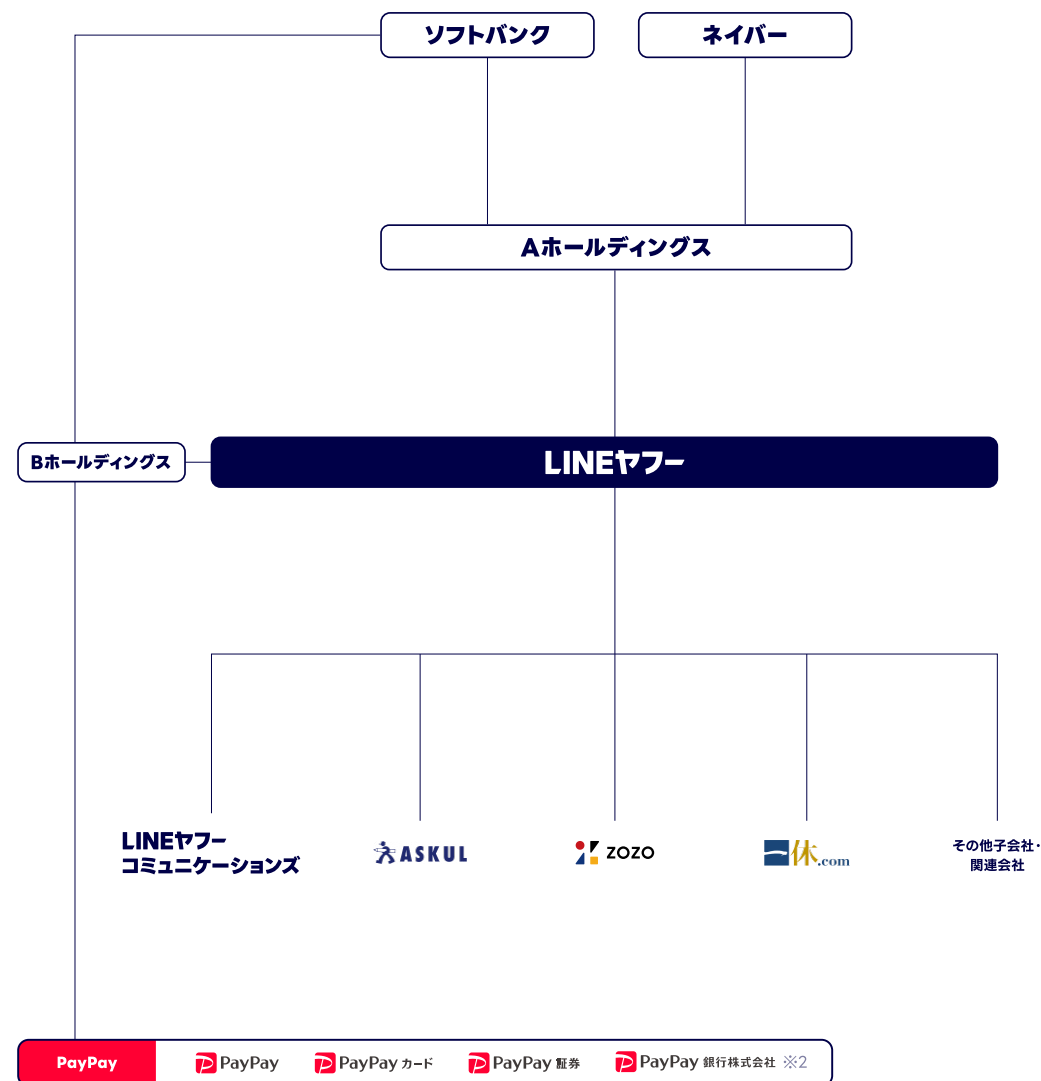 ソフトバンク
ネイバー
Aホールディングス
Bホールディングス
LINEヤフー
LINEヤフー
コミュニケーションズ
ASKUL
ZOZO
一休.com
その他子会社・
関連会社
PayPay
PayPay
PayPay カード
PayPay 証券
PayPay 銀行株式会社 ※2